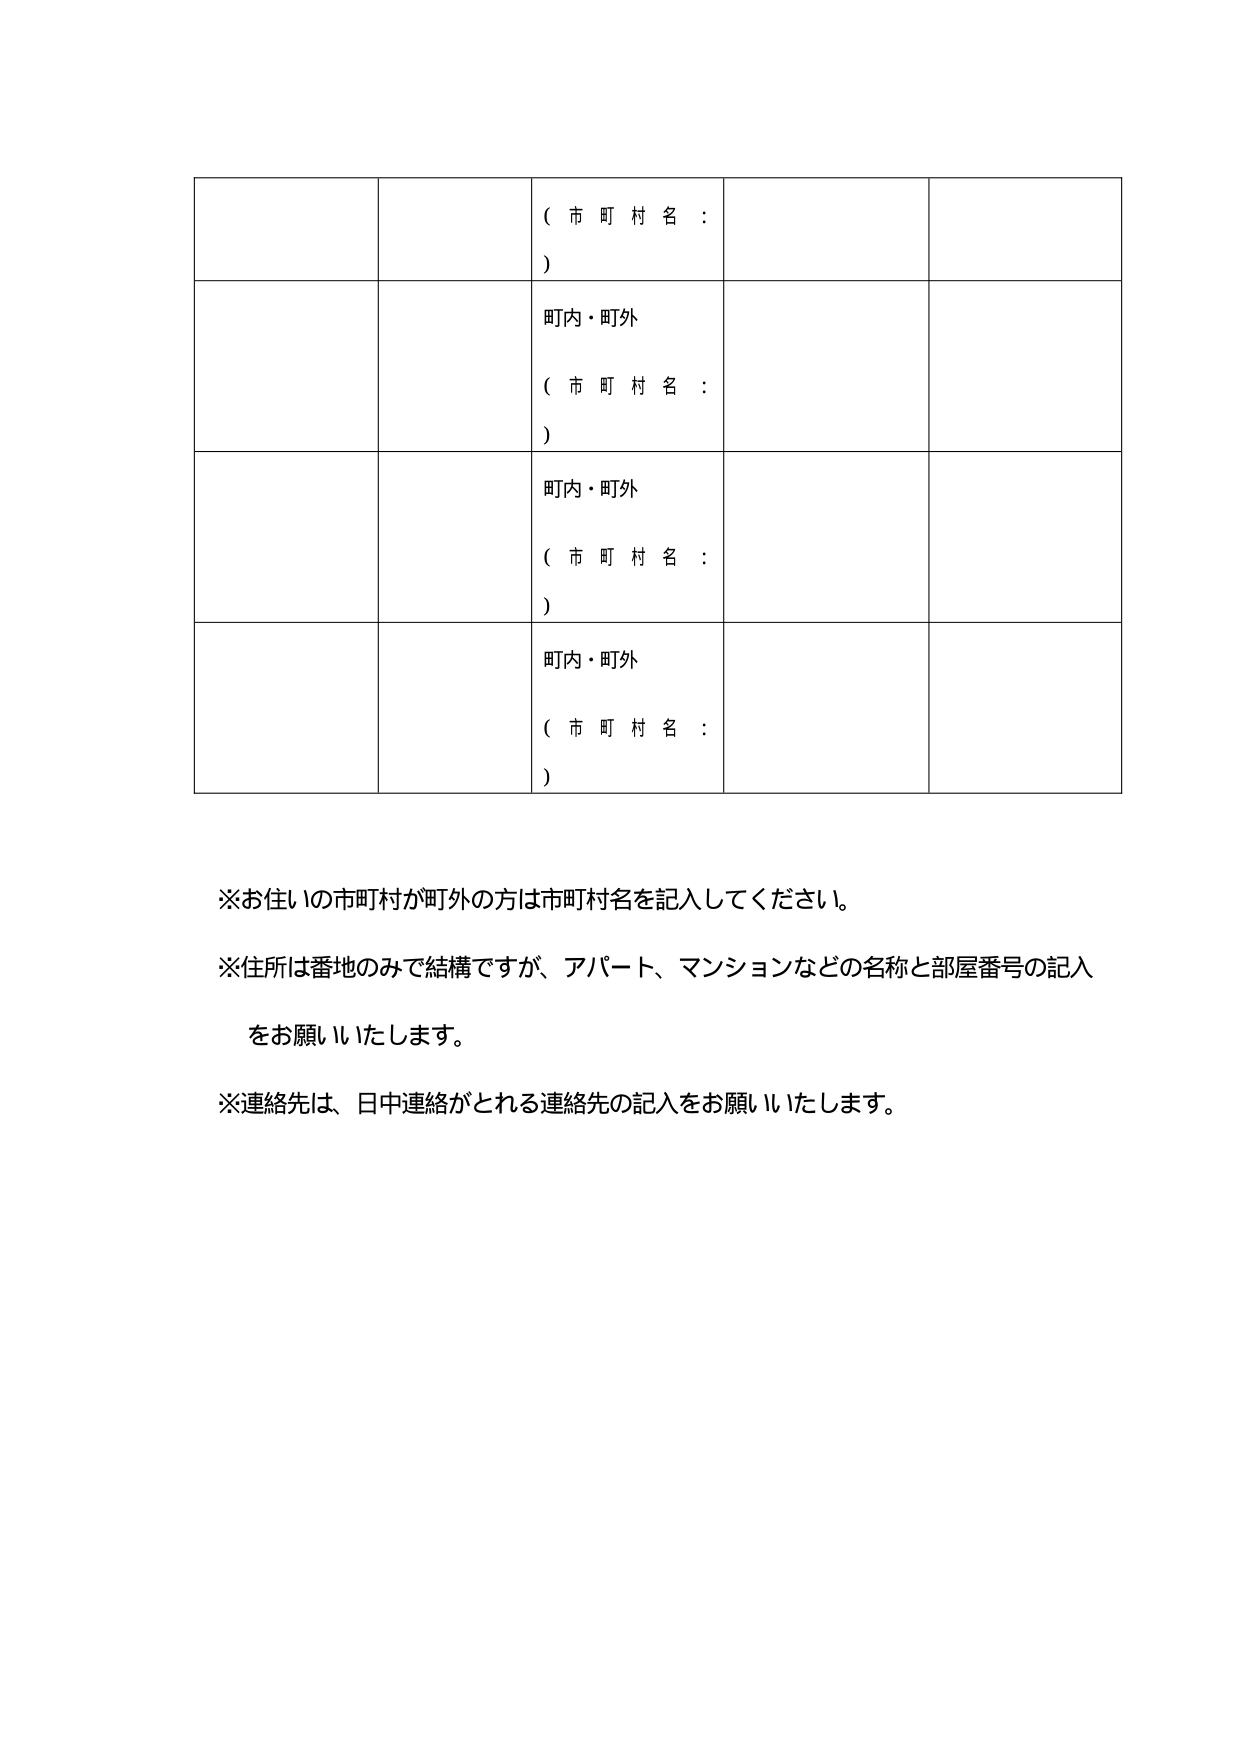 ( 市 町 村 名 :
)
町内・町外
( 市 町 村 名 :
)
町内・町外
( 市 町 村 名 :
)
町内・町外
( 市 町 村 名 :
)
※お住いの市町村が町外の方は市町村名を記入してください。
※住所は番地のみで結構ですが、アパート、マンションなどの名称と部屋番号の記入
をお願いいたします。
※連絡先は、日中連絡がとれる連絡先の記入をお願いいたします。